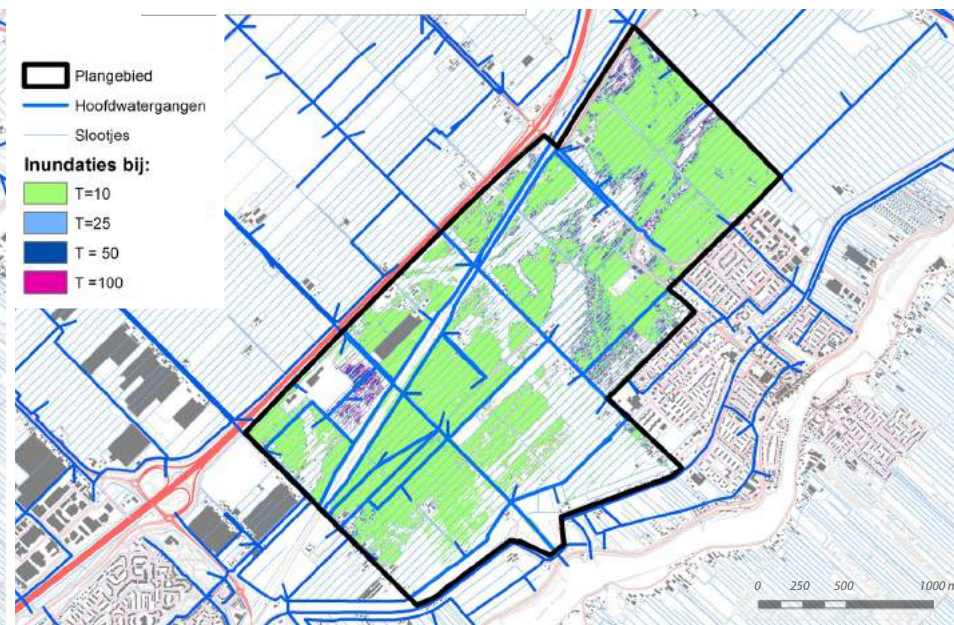 Plangebied
Hoofdwatergangen
Slootjes
Inundaties bij:
T=10
T=25
T = 50
T =100
0 250 500 1000 m